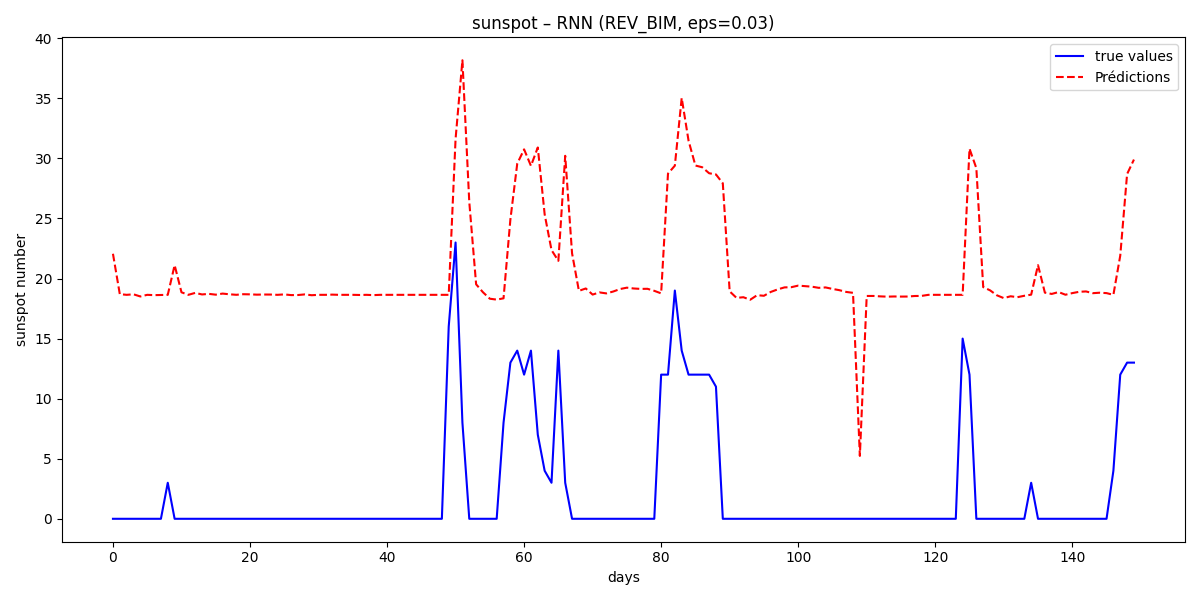 sunspot – RNN (REV_BIM, eps=0.03)
true values
Prédictions
sunspot number
40
35
30
25
20
15
10
5
0
0 20 40 60 80 100 120 140
days